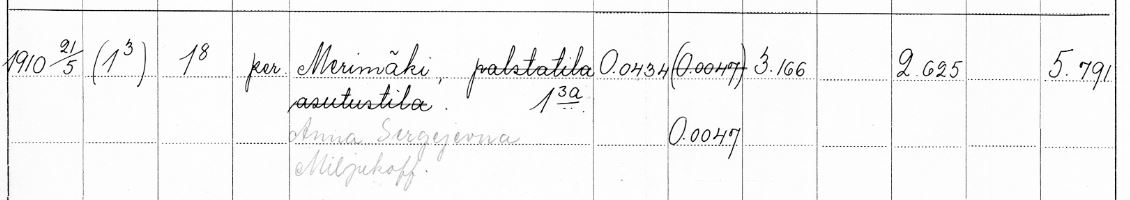 1910 21/5 (1³) 1⁸ per. Merimäki, palstatila 0.0434 (0.0047) 3.166 2.625 5.791
asutustila. 1³ᵃ
Anna Sergejevna 0.0047
Miljukoff.